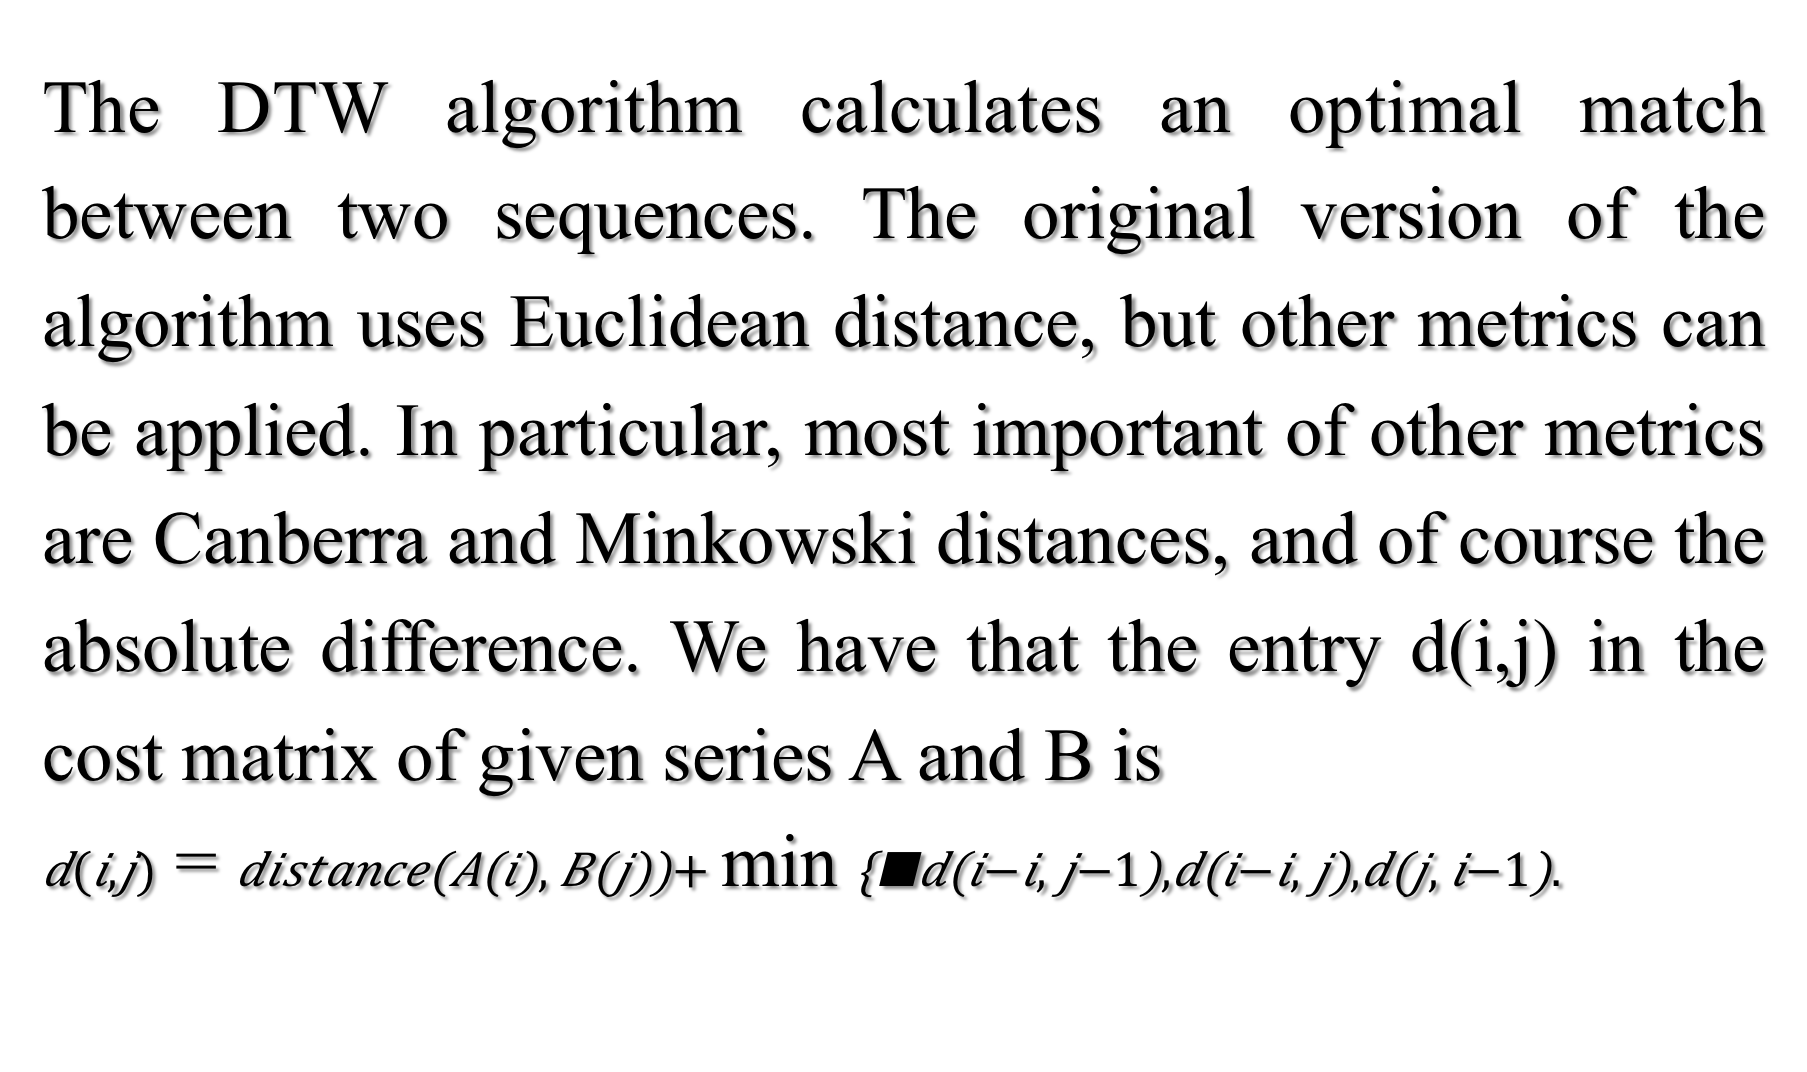 The DTW algorithm calculates an optimal match
between two sequences. The original version of the
algorithm uses Euclidean distance, but other metrics can
be applied. In particular, most important of other metrics
are Canberra and Minkowski distances, and of course the
absolute difference. We have that the entry d(i,j) in the
cost matrix of given series A and B is
𝑑(𝑖,𝑗) = 𝑑𝑖𝑠𝑡𝑎𝑛𝑐𝑒(𝐴(𝑖), 𝐵(𝑗))+ min {■𝑑(𝑖−𝑖, 𝑗−1),𝑑(𝑖−𝑖, 𝑗),𝑑(𝑗, 𝑖−1).